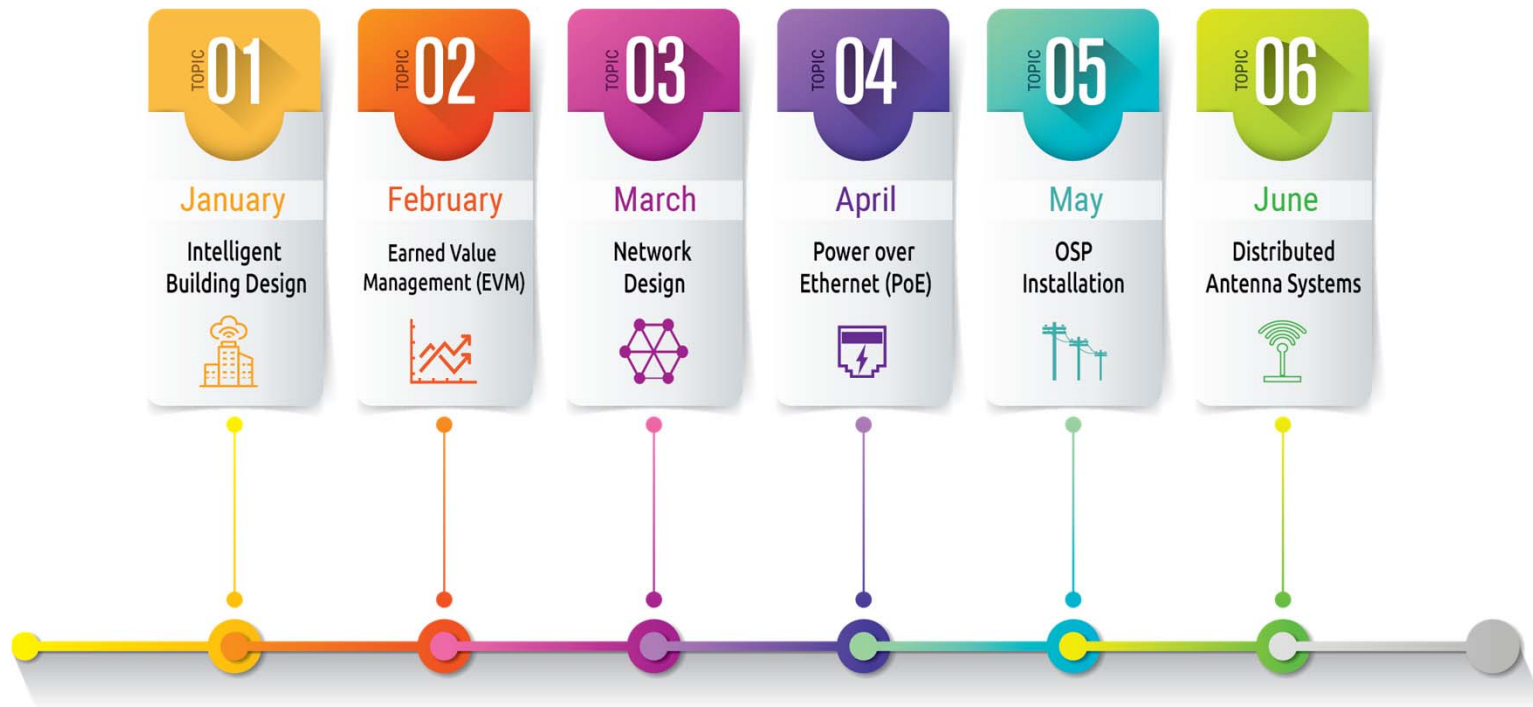 TOPIC 01
January
Intelligent
Building Design
TOPIC 02
February
Earned Value
Management (EVM)
TOPIC 03
March
Network
Design
TOPIC 04
April
Power over
Ethernet (PoE)
TOPIC 05
May
OSP
Installation
TOPIC 06
June
Distributed
Antenna Systems